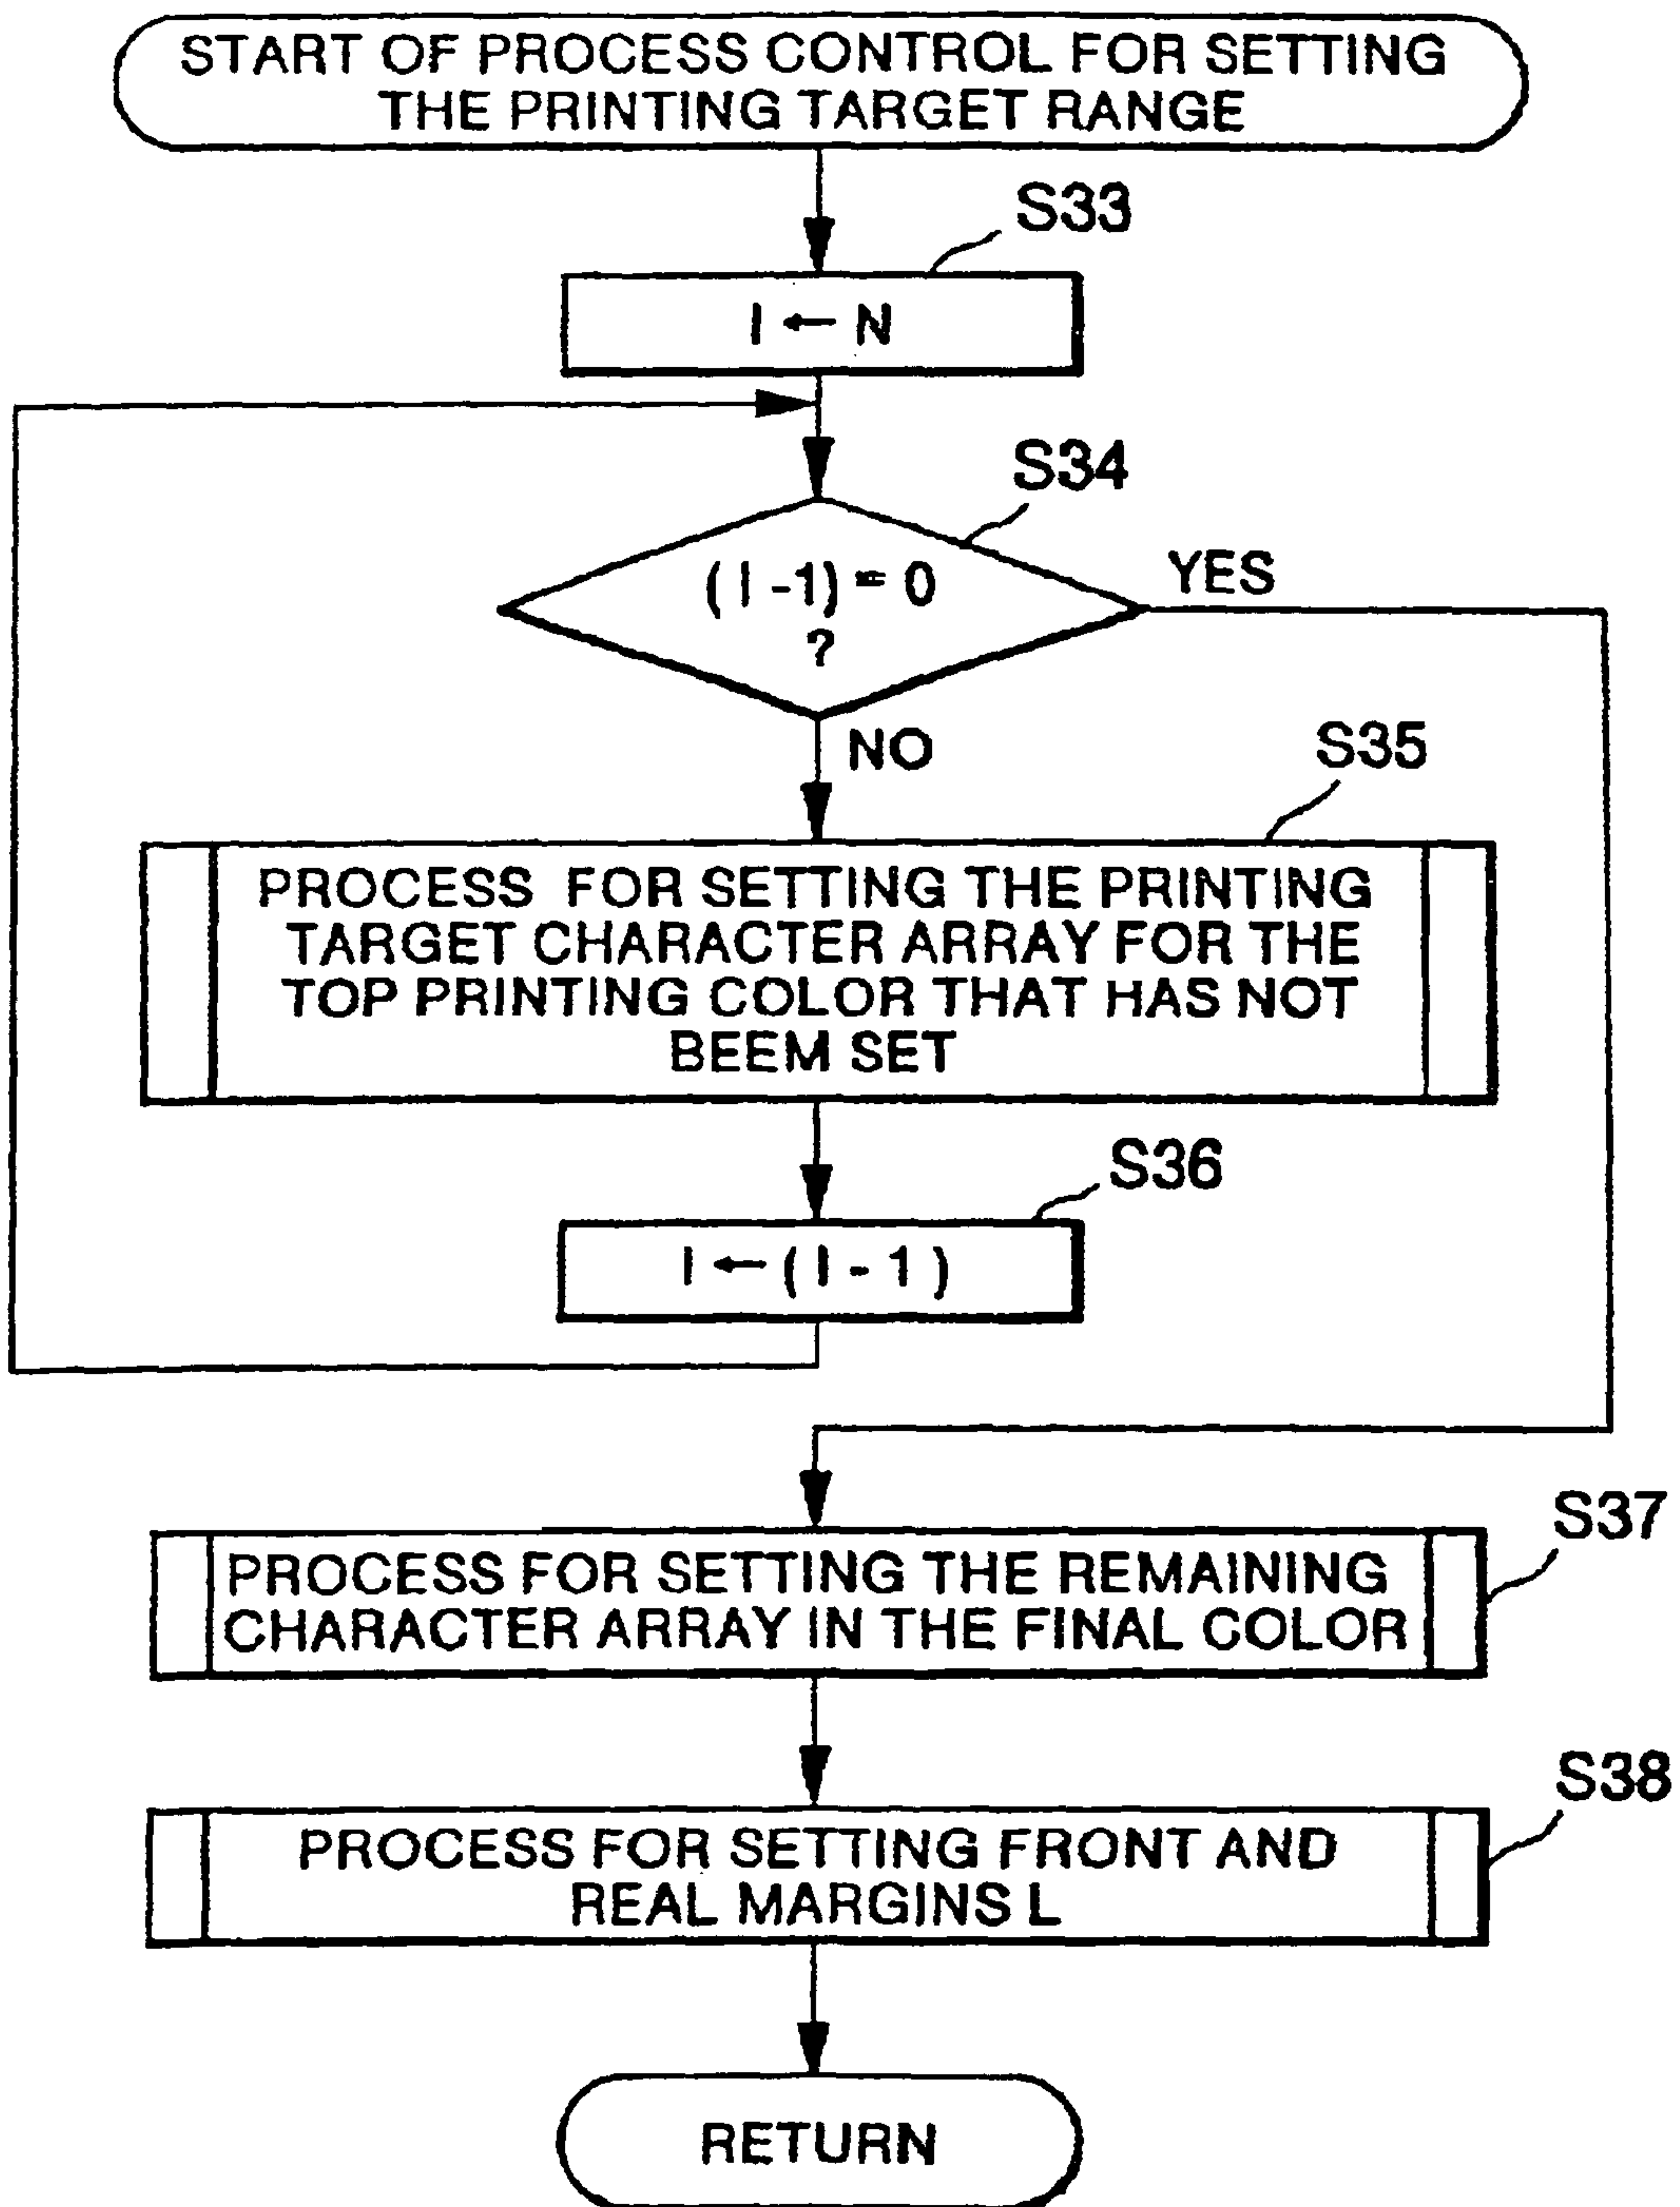 START OF PROCESS CONTROL FOR SETTING
THE PRINTING TARGET RANGE
S33
I ← N
S34
( I -1) = 0
?
YES
NO
S35
PROCESS FOR SETTING THE PRINTING
TARGET CHARACTER ARRAY FOR THE
TOP PRINTING COLOR THAT HAS NOT
BEEM SET
S36
I ← ( I - 1 )
S37
PROCESS FOR SETTING THE REMAINING
CHARACTER ARRAY IN THE FINAL COLOR
S38
PROCESS FOR SETTING FRONT AND
REAL MARGINS L
RETURN